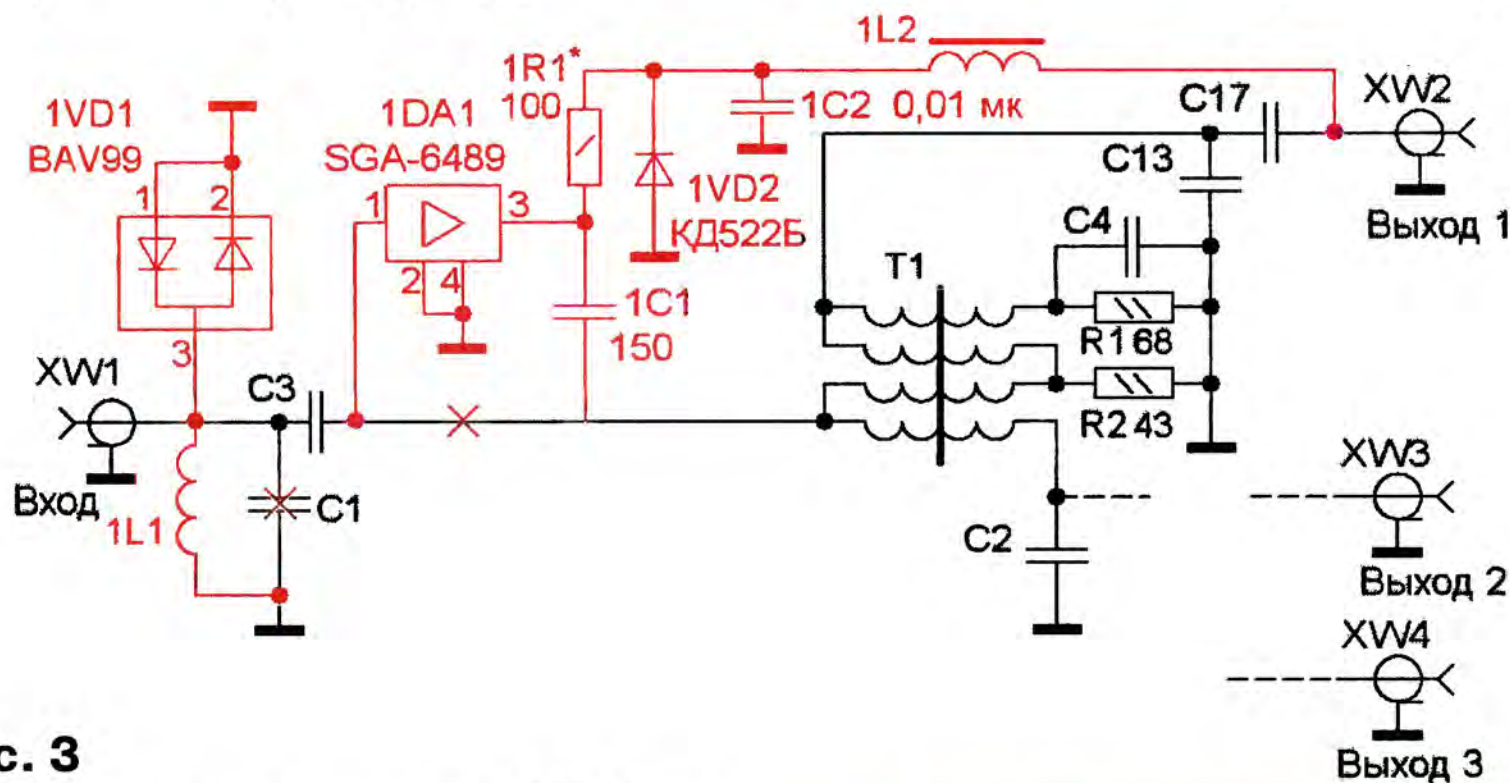 1L2
1R1*
100
1VD1
BAV99
1DA1
SGA-6489
1C2 0,01 мк
C17
XW2
C13
1
2
1
3
1VD2
КД522Б
C4
Выход 1
T1
2
4
1C1
150
3
R1 68
XW1
C3
R2 43
XW3
Вход
1L1
C1
C2
Выход 2
XW4
с. 3
Выход 3